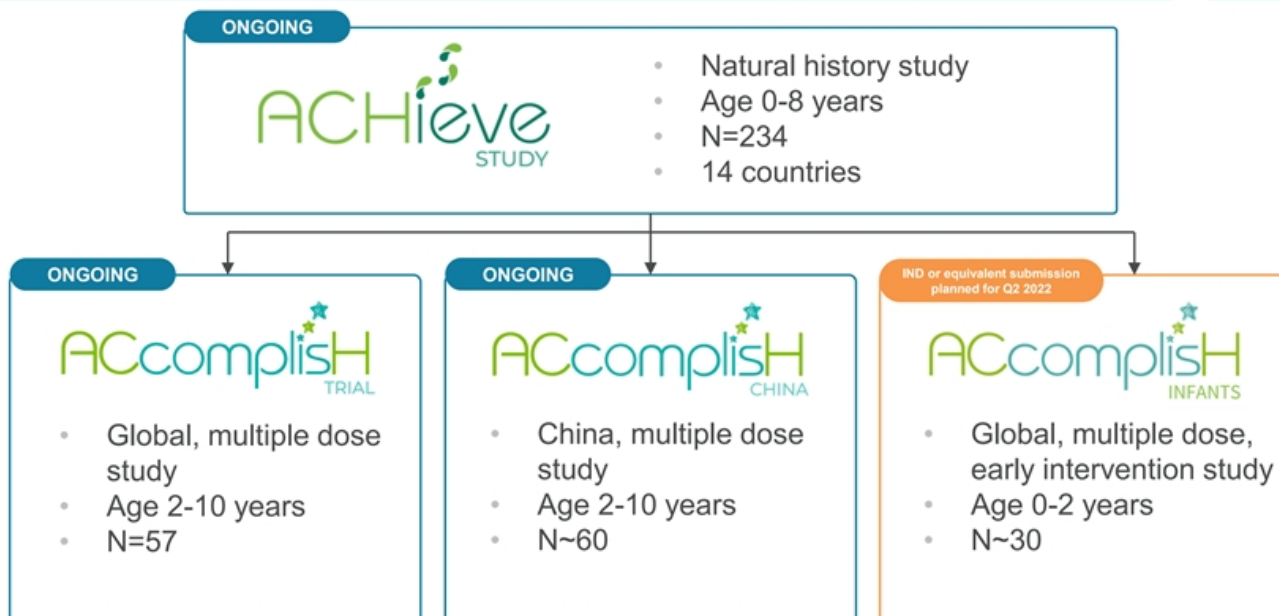 ONGOING
ACHieve
STUDY
• Natural history study
• Age 0-8 years
• N=234
• 14 countries
ONGOING
ACcomplisH
TRIAL
• Global, multiple dose
study
• Age 2-10 years
• N=57
ONGOING
ACcomplisH
CHINA
• China, multiple dose
study
• Age 2-10 years
• N~60
IND or equivalent submission
planned for Q2 2022
ACcomplisH
INFANTS
• Global, multiple dose,
early intervention study
• Age 0-2 years
• N~30